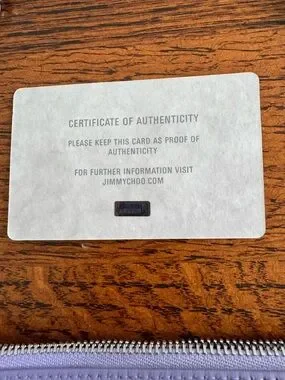 CERTIFICATE OF AUTHENTICITY
PLEASE KEEP THIS CARD AS PROOF OF
AUTHENTICITY
FOR FURTHER INFORMATION VISIT
JIMMYCHOO.COM